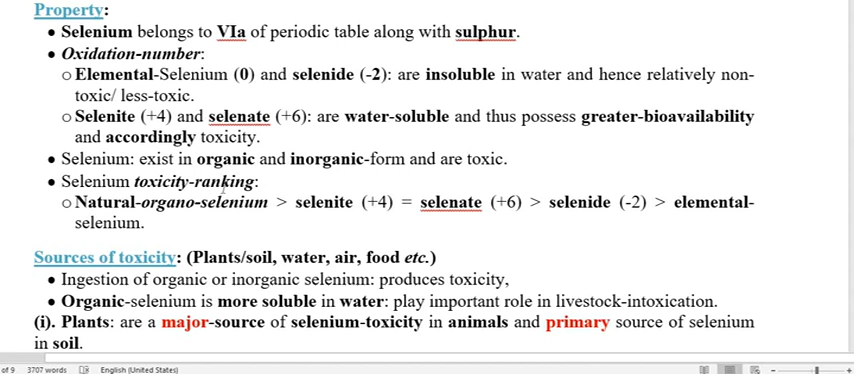 Property:
• Selenium belongs to VIa of periodic table along with sulphur.
• Oxidation-number:
o Elemental-Selenium (0) and selenide (-2): are insoluble in water and hence relatively non-
toxic/ less-toxic.
o Selenite (+4) and selenate (+6): are water-soluble and thus possess greater-bioavailability
and accordingly toxicity.
• Selenium: exist in organic and inorganic-form and are toxic.
• Selenium toxicity-ranking:
o Natural-organo-selenium > selenite (+4) = selenate (+6) > selenide (-2) > elemental-
selenium.
Sources of toxicity: (Plants/soil, water, air, food etc.)
• Ingestion of organic or inorganic selenium: produces toxicity,
• Organic-selenium is more soluble in water: play important role in livestock-intoxication.
(i). Plants: are a major-source of selenium-toxicity in animals and primary source of selenium
in soil.
of 9 3707 words English (United States)